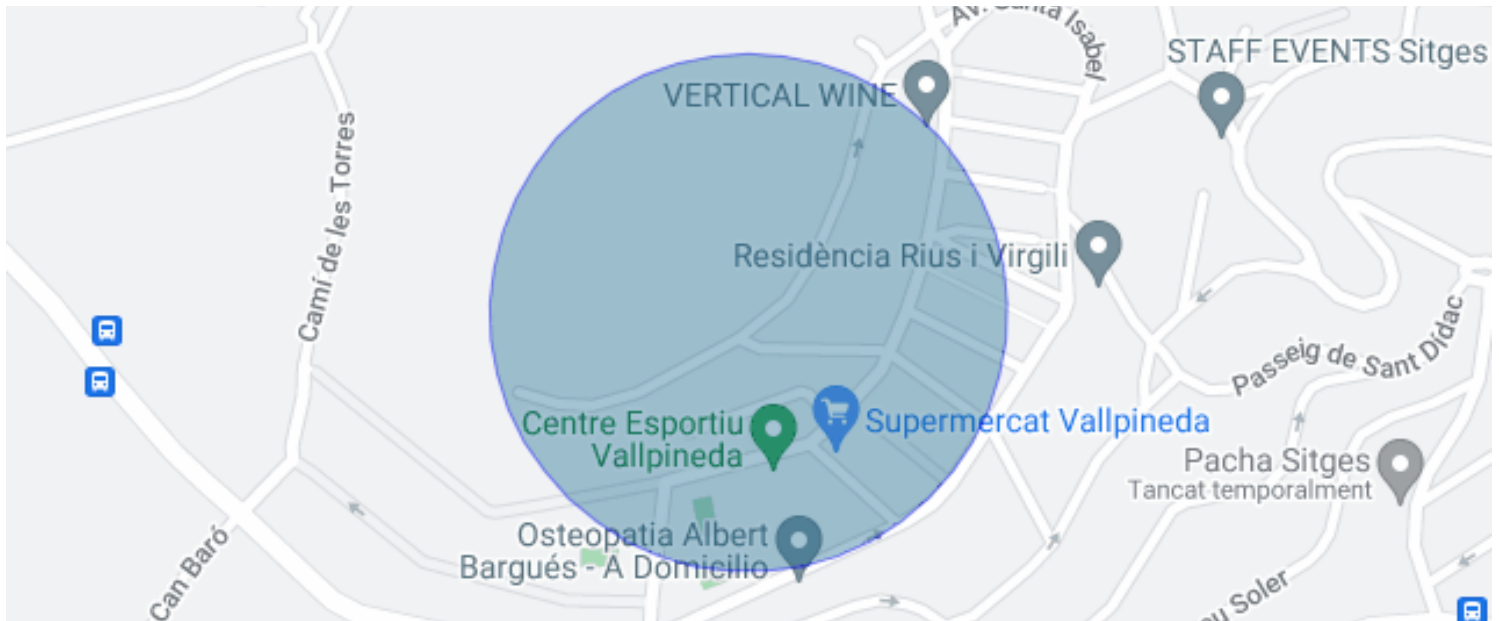 Av. Santa Isabel
STAFF EVENTS Sitges
VERTICAL WINE
Camí de les Torres
Residència Rius i Virgili
Passeig de Sant Dídac
Centre Esportiu
Vallpineda
Supermercat Vallpineda
Pacha Sitges
Tancat temporalment
Osteopatia Albert
Bargués - A Domicilio
Can Baró
Soler